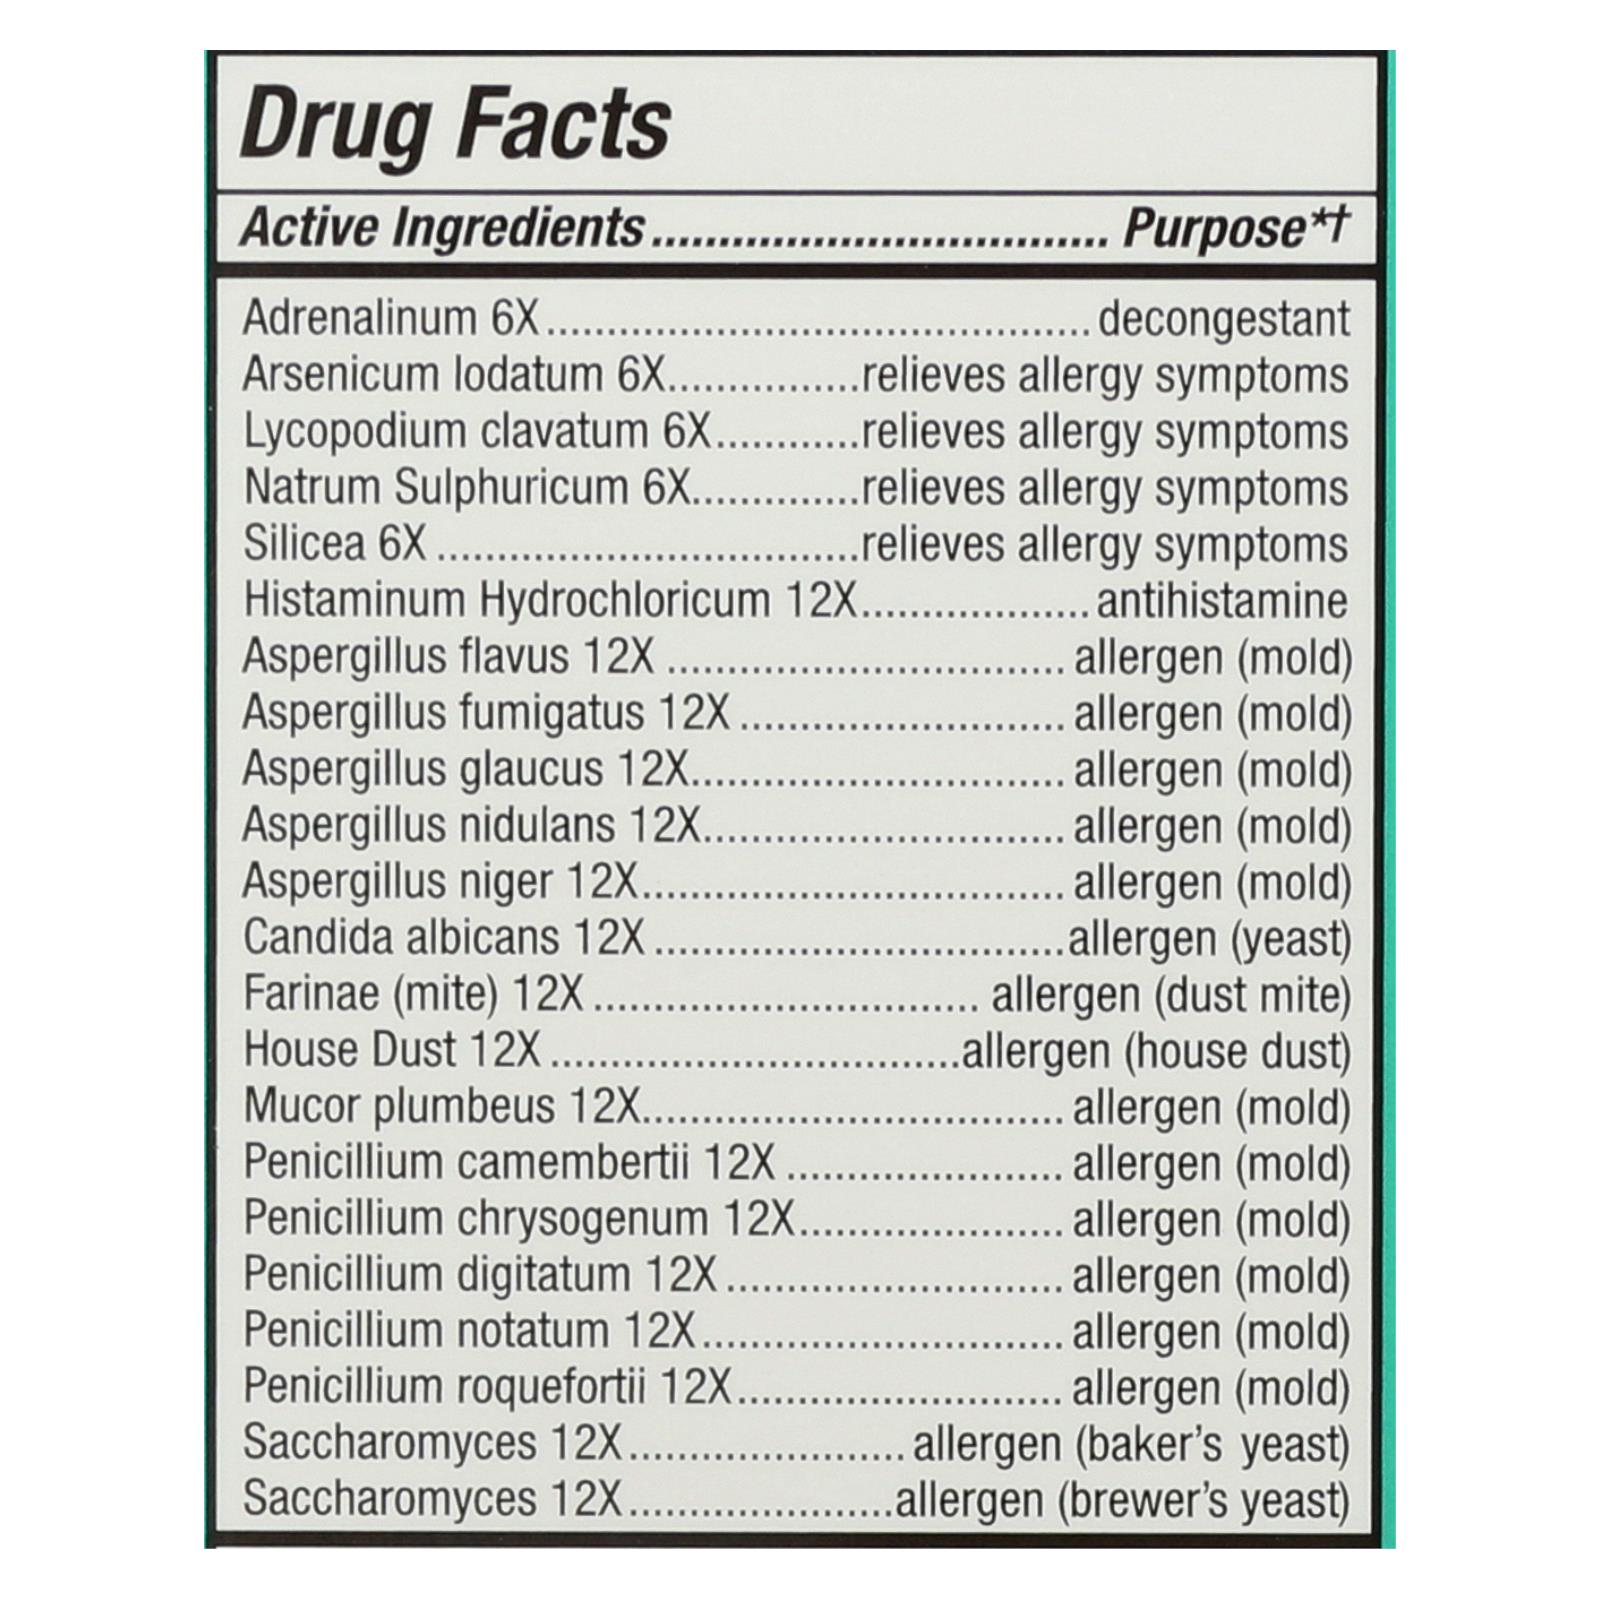 Drug Facts
Active Ingredients.................................. Purpose*†
Adrenalinum 6X............................................. decongestant
Arsenicum Iodatum 6X................relieves allergy symptoms
Lycopodium clavatum 6X............relieves allergy symptoms
Natrum Sulphuricum 6X..............relieves allergy symptoms
Silicea 6X ...................................relieves allergy symptoms
Histaminum Hydrochloricum 12X................... antihistamine
Aspergillus flavus 12X ................................. allergen (mold)
Aspergillus fumigatus 12X ........................... allergen (mold)
Aspergillus glaucus 12X............................... allergen (mold)
Aspergillus nidulans 12X.............................. allergen (mold)
Aspergillus niger 12X................................... allergen (mold)
Candida albicans 12X ..................................allergen (yeast)
Farinae (mite) 12X ................................ allergen (dust mite)
House Dust 12X ..................................allergen (house dust)
Mucor plumbeus 12X................................... allergen (mold)
Penicillium camembertii 12X ....................... allergen (mold)
Penicillium chrysogenum 12X...................... allergen (mold)
Penicillium digitatum 12X ............................ allergen (mold)
Penicillium notatum 12X.............................. allergen (mold)
Penicillium roquefortii 12X........................... allergen (mold)
Saccharomyces 12X....................... allergen (baker's yeast)
Saccharomyces 12X......................allergen (brewer's yeast)